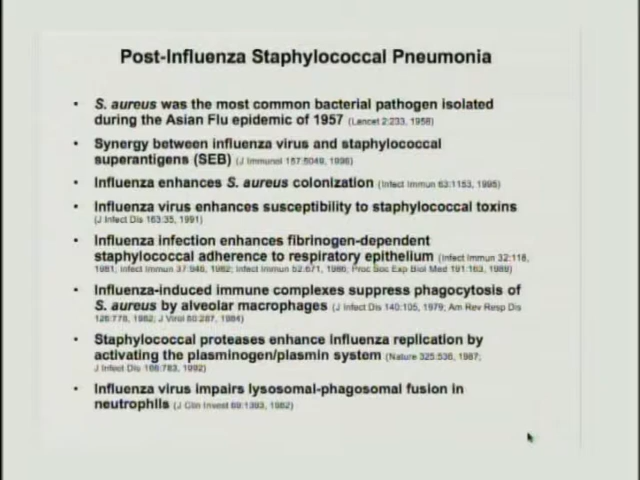 Post-Influenza Staphylococcal Pneumonia
• S. aureus was the most common bacterial pathogen isolated
during the Asian Flu epidemic of 1957 (Lancet 2:233, 1958)
• Synergy between influenza virus and staphylococcal
superantigens (SEB) (J Immunol 157:5049, 1996)
• Influenza enhances S. aureus colonization (Infect Immun 63:1153, 1995)
• Influenza virus enhances susceptibility to staphylococcal toxins
(J Infect Dis 163:35, 1991)
• Influenza infection enhances fibrinogen-dependent
staphylococcal adherence to respiratory epithelium (Infect Immun 32:118,
1981; Infect Immun 37:946, 1982; Infect Immun 52:671, 1986; Proc Soc Exp Biol Med 191:163, 1989)
• Influenza-induced immune complexes suppress phagocytosis of
S. aureus by alveolar macrophages (J Infect Dis 140:105, 1979; Am Rev Resp Dis
126:778, 1982; J Virol 50:287, 1984)
• Staphylococcal proteases enhance influenza replication by
activating the plasminogen/plasmin system (Nature 325:536, 1987;
J Infect Dis 166:783, 1992)
• Influenza virus impairs lysosomal-phagosomal fusion in
neutrophils (J Clin Invest 69:1393, 1982)